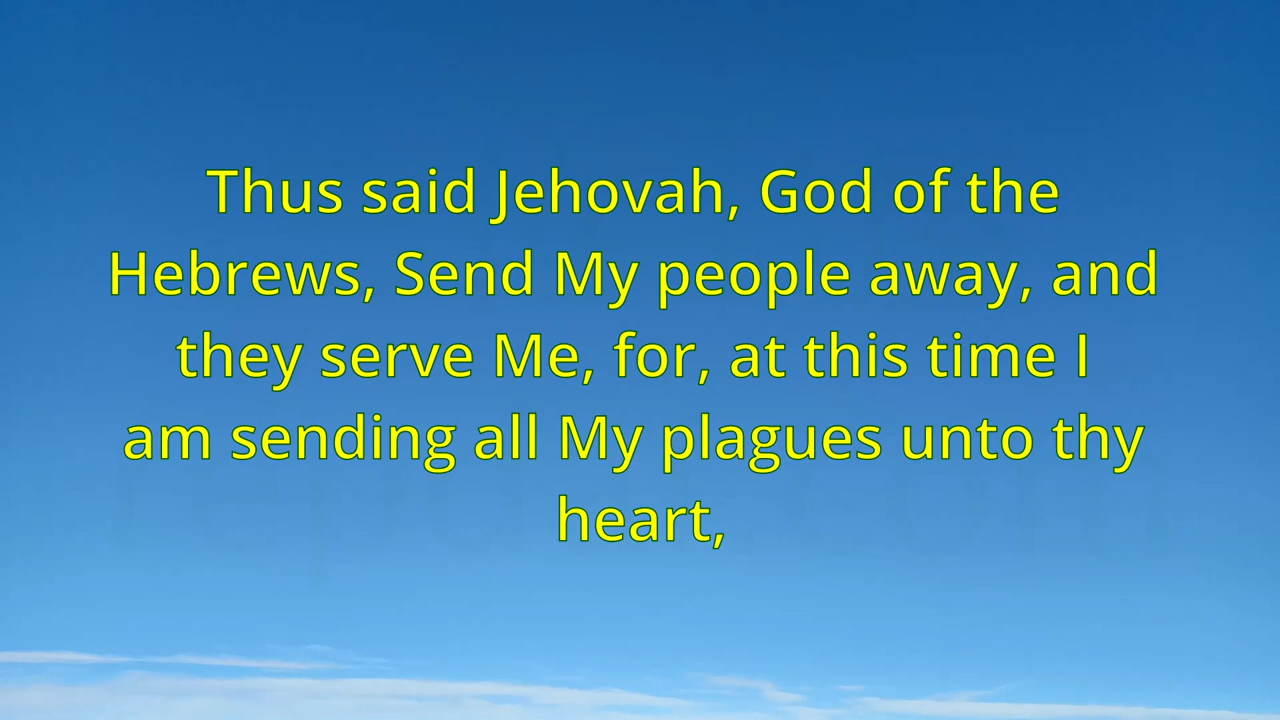 Thus said Jehovah, God of the
Hebrews, Send My people away, and
they serve Me, for, at this time I
am sending all My plagues unto thy
heart,